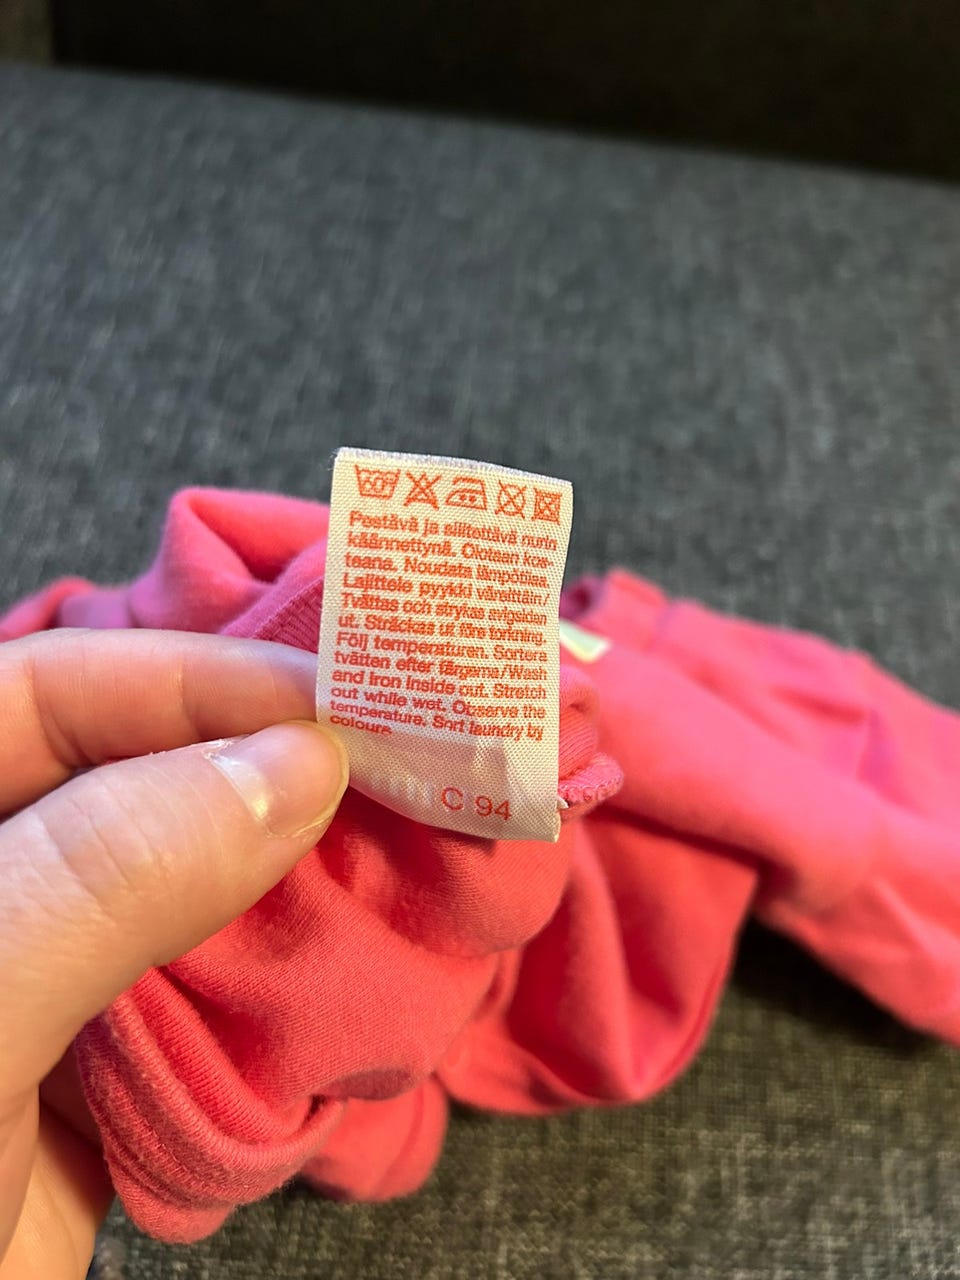 60°
Pestävä ja silitettävä nurin
käännettynä. Oiotaan kos-
teana. Noudata lämpötilaa.
Lajittele pyykki väreittäin/
Tvättas och strykas avigsidan
ut. Sträckas ut före torkning.
Följ temperaturen. Sortera
tvätten efter färgerna/Wash
and iron inside out. Stretch
out while wet. Observe the
temperature. Sort laundry by
colours
C 94